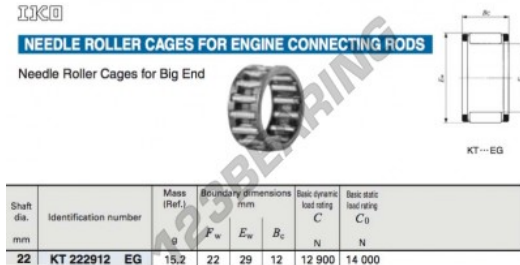 IKO
NEEDLE ROLLER CAGES FOR ENGINE CONNECTING RODS
Needle Roller Cages for Big End
Bc
Ew
KT…EG
123BEARING
Shaft dia. mm
Identification number
Mass (Ref.) g
Boundary dimensions mm
Fw Ew Bc
Basic dynamic load rating C N
Basic static load rating C0 N
22 KT 222912 EG 15,2 22 29 12 12 900 14 000